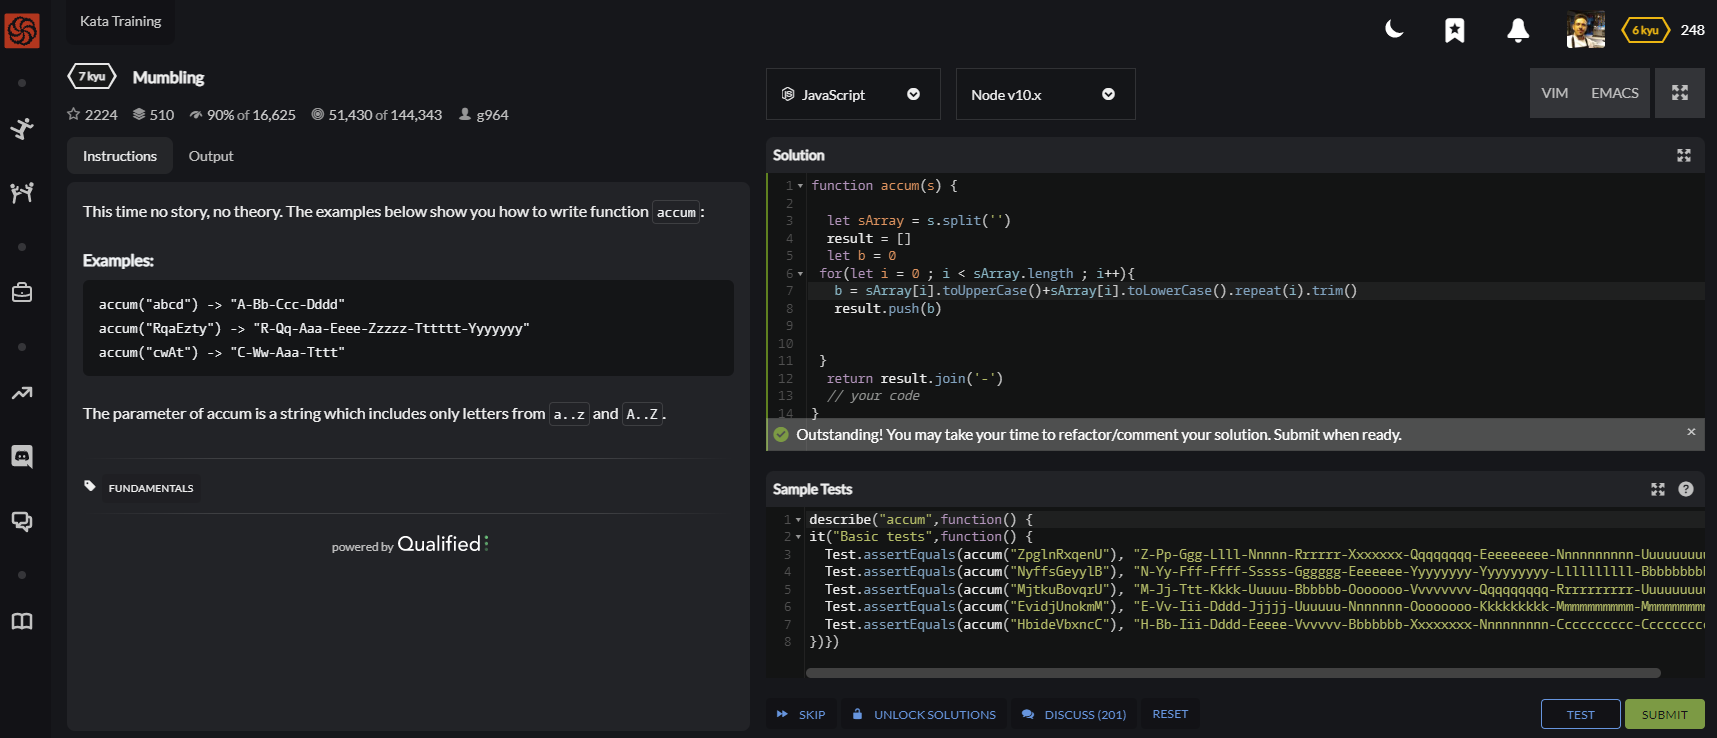 Kata Training
6 kyu 248
7 kyu Mumbling
2224 510 90% of 16,625 51,430 of 144,343 g964
Instructions Output
This time no story, no theory. The examples below show you how to write function accum:
Examples:
accum("abcd") -> "A-Bb-Ccc-Dddd"
accum("RqaEzty") -> "R-Qq-Aaa-Eeee-Zzzzz-Tttttt-Yyyyyyy"
accum("cwAt") -> "C-Ww-Aaa-Tttt"
The parameter of accum is a string which includes only letters from a..z and A..Z.
FUNDAMENTALS
powered by Qualified
JavaScript Node v10.x VIM EMACS
Solution
1 function accum(s) {
2
3 let sArray = s.split('')
4 result = []
5 let b = 0
6 for(let i = 0 ; i < sArray.length ; i++){
7 b = sArray[i].toUpperCase()+sArray[i].toLowerCase().repeat(i).trim()
8 result.push(b)
9
10
11 }
12 return result.join('-')
13 // your code
14 }
Outstanding! You may take your time to refactor/comment your solution. Submit when ready. ×
Sample Tests
1 describe("accum",function() {
2 it("Basic tests",function() {
3 Test.assertEquals(accum("ZpglnRxqenU"), "Z-Pp-Ggg-Llll-Nnnnn-Rrrrrr-Xxxxxxx-Qqqqqqqq-Eeeeeeeee-Nnnnnnnnnn-Uuuuuuuu
4 Test.assertEquals(accum("NyffsGeyylB"), "N-Yy-Fff-Ffff-Sssss-Gggggg-Eeeeeee-Yyyyyyyy-Yyyyyyyyy-Llllllllll-Bbbbbbbb
5 Test.assertEquals(accum("MjtkuBovqrU"), "M-Jj-Ttt-Kkkk-Uuuuu-Bbbbbb-Ooooooo-Vvvvvvvv-Qqqqqqqqq-Rrrrrrrrrr-Uuuuuuuu
6 Test.assertEquals(accum("EvidjUnokmM"), "E-Vv-Iii-Dddd-Jjjjj-Uuuuuu-Nnnnnnn-Oooooooo-Kkkkkkkkk-Mmmmmmmmmm-Mmmmmmmm
7 Test.assertEquals(accum("HbideVbxncC"), "H-Bb-Iii-Dddd-Eeeee-Vvvvvv-Bbbbbbb-Xxxxxxxx-Nnnnnnnnn-Cccccccccc-Cccccccc
8 })})
SKIP UNLOCK SOLUTIONS DISCUSS (201) RESET TEST SUBMIT